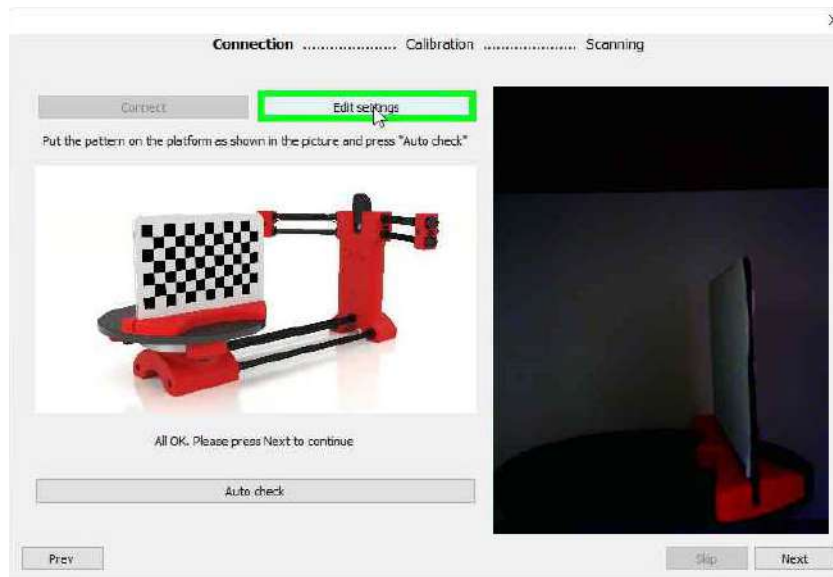 Connection ..................... Calibration ..................... Scanning
Connect Edit settings
Put the pattern on the platform as shown in the picture and press "Auto check"
All OK. Please press Next to continue
Auto check
Prev Skip Next